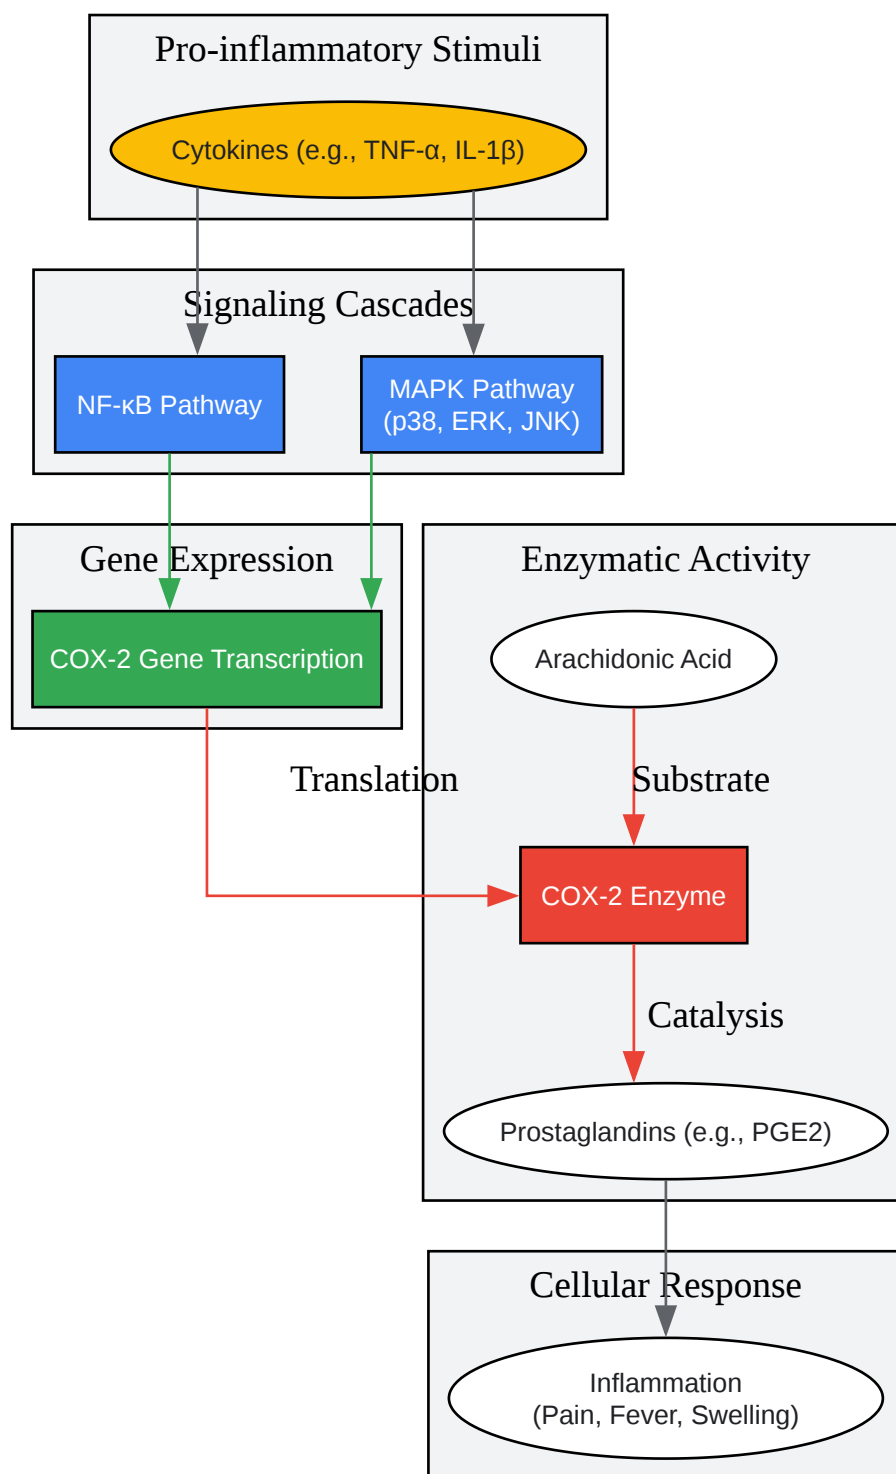 Pro-inflammatory Stimuli
Cytokines (e.g., TNF-α, IL-1β)
Signaling Cascades
NF-κB Pathway
MAPK Pathway
(p38, ERK, JNK)
Gene Expression
COX-2 Gene Transcription
Enzymatic Activity
Arachidonic Acid
Translation
Substrate
COX-2 Enzyme
Catalysis
Prostaglandins (e.g., PGE2)
Cellular Response
Inflammation
(Pain, Fever, Swelling)